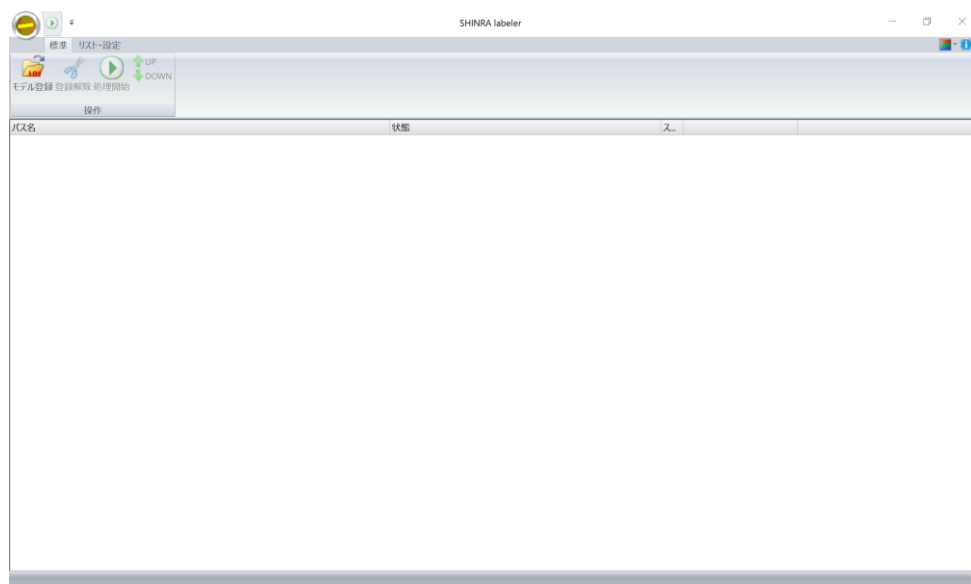 SHINRA labeler
標準 リスト・設定
UP
DOWN
モデル登録 登録解除 処理開始
操作
パス名 状態 ス...